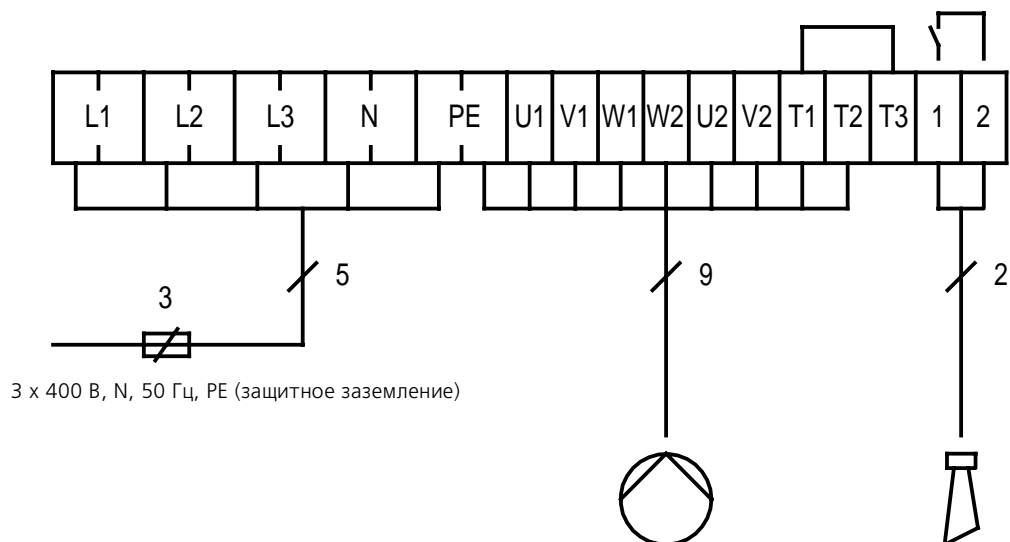 L1 L2 L3 N PE U1 V1 W1 W2 U2 V2 T1 T2 T3 1 2
5 9 2
3
3 x 400 В, N, 50 Гц, PE (защитное заземление)